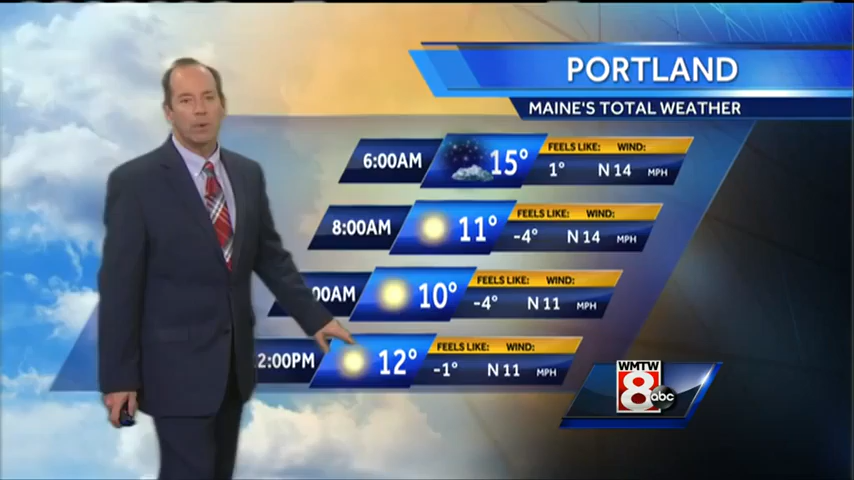 PORTLAND
MAINE'S TOTAL WEATHER
6:00AM 15° FEELS LIKE: WIND: 1° N 14 MPH
8:00AM 11° FEELS LIKE: WIND: -4° N 14 MPH
00AM 10° FEELS LIKE: WIND: -4° N 11 MPH
12:00PM 12° FEELS LIKE: WIND: -1° N 11 MPH
WMTW
8 abc